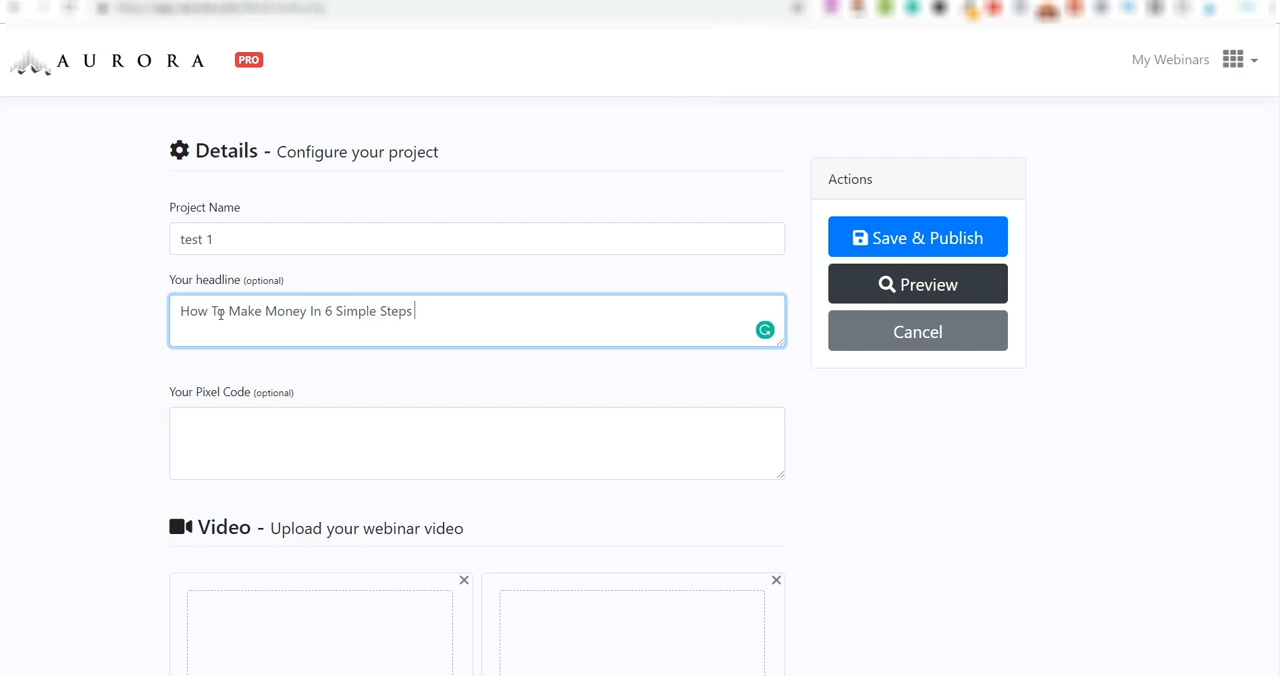 AURORA PRO My Webinars
Details - Configure your project
Project Name
test 1
Your headline (optional)
How To Make Money In 6 Simple Steps
Your Pixel Code (optional)
Video - Upload your webinar video
Actions
Save & Publish
Preview
Cancel